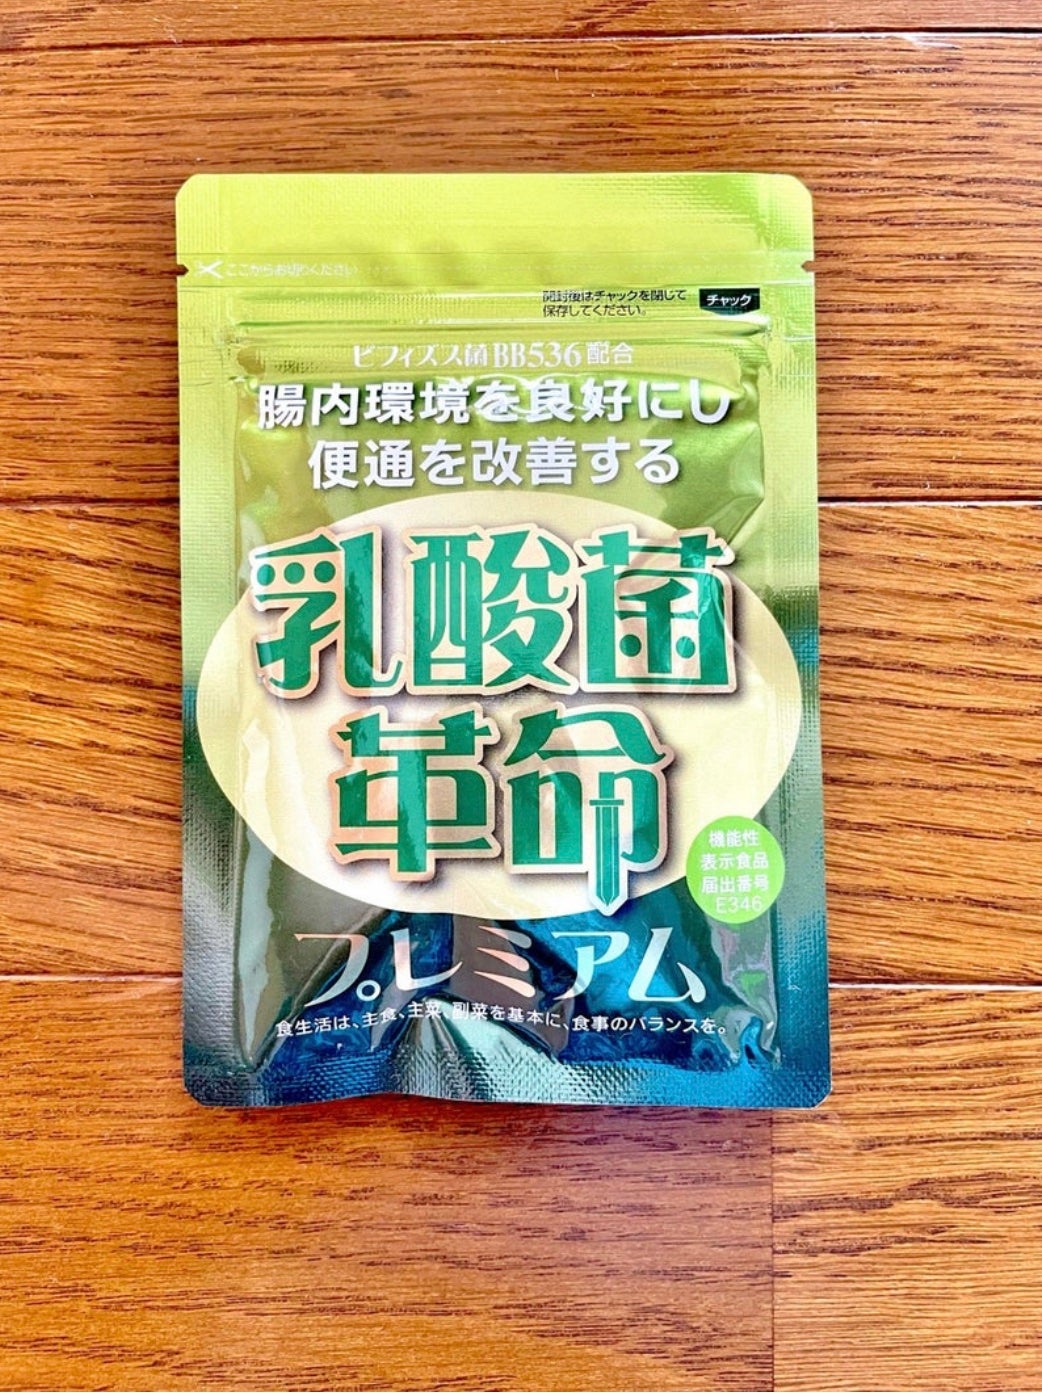 ここからお切りください
開封後はチャックを閉じて
保存してください。
チャック
ビフィズス菌BB536配合
腸内環境を良好にし
便通を改善する
乳酸菌
革命
機能性
表示食品
届出番号
E346
プレミアム
食生活は、主食、主菜、副菜を基本に、食事のバランスを。